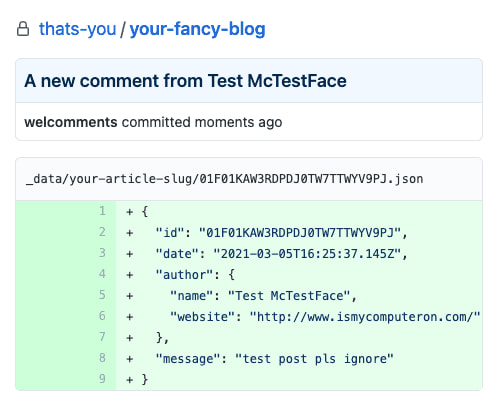 thats-you / your-fancy-blog
A new comment from Test McTestFace
welcomments committed moments ago
_data/your-article-slug/01F01KAW3RDPDJ0TW7TTWYV9PJ.json
1 + {
2 +   "id": "01F01KAW3RDPDJ0TW7TTWYV9PJ",
3 +   "date": "2021-03-05T16:25:37.145Z",
4 +   "author": {
5 +     "name": "Test McTestFace",
6 +     "website": "http://www.ismycomputeron.com/"
7 +   },
8 +   "message": "test post pls ignore"
9 + }